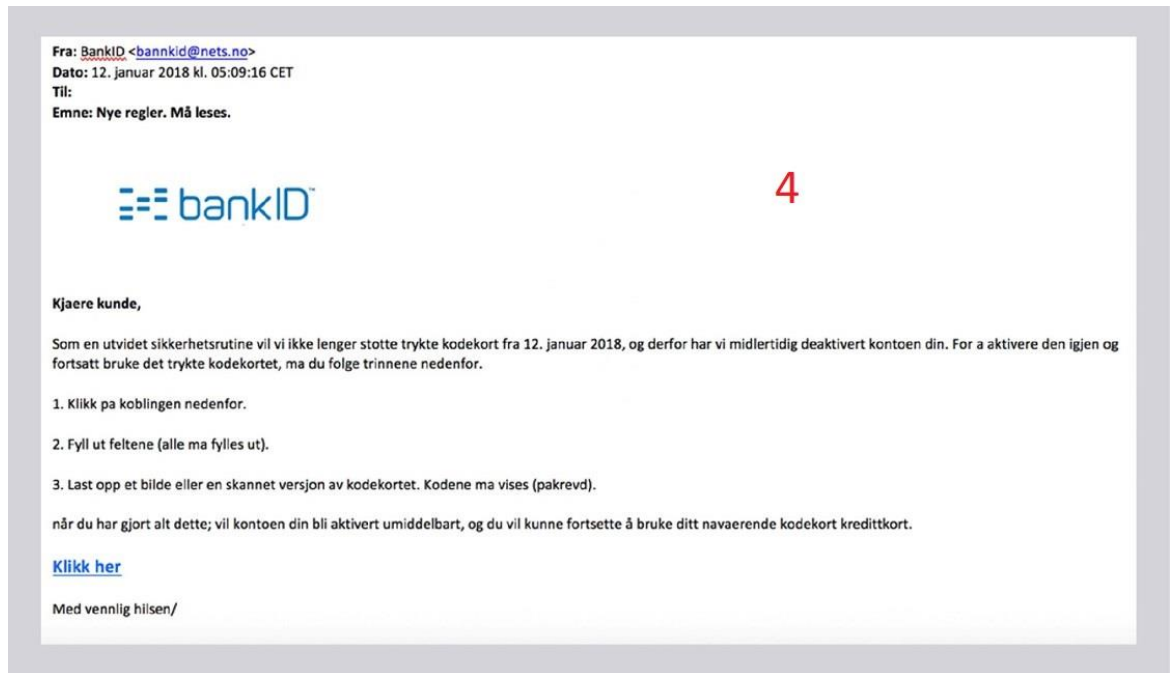 Fra: BankID <bannkid@nets.no>
Dato: 12. januar 2018 kl. 05:09:16 CET
Til:
Emne: Nye regler. Må leses.
4
bankID™
Kjaere kunde,
Som en utvidet sikkerhetsrutine vil vi ikke lenger stotte trykte kodekort fra 12. januar 2018, og derfor har vi midlertidig deaktivert kontoen din. For a aktivere den igjen og
fortsatt bruke det trykte kodekortet, ma du folge trinnene nedenfor.
1. Klikk pa koblingen nedenfor.
2. Fyll ut feltene (alle ma fylles ut).
3. Last opp et bilde eller en skannet versjon av kodekortet. Kodene ma vises (pakrevd).
når du har gjort alt dette; vil kontoen din bli aktivert umiddelbart, og du vil kunne fortsette å bruke ditt navaerende kodekort kredittkort.
Klikk her
Med vennlig hilsen/